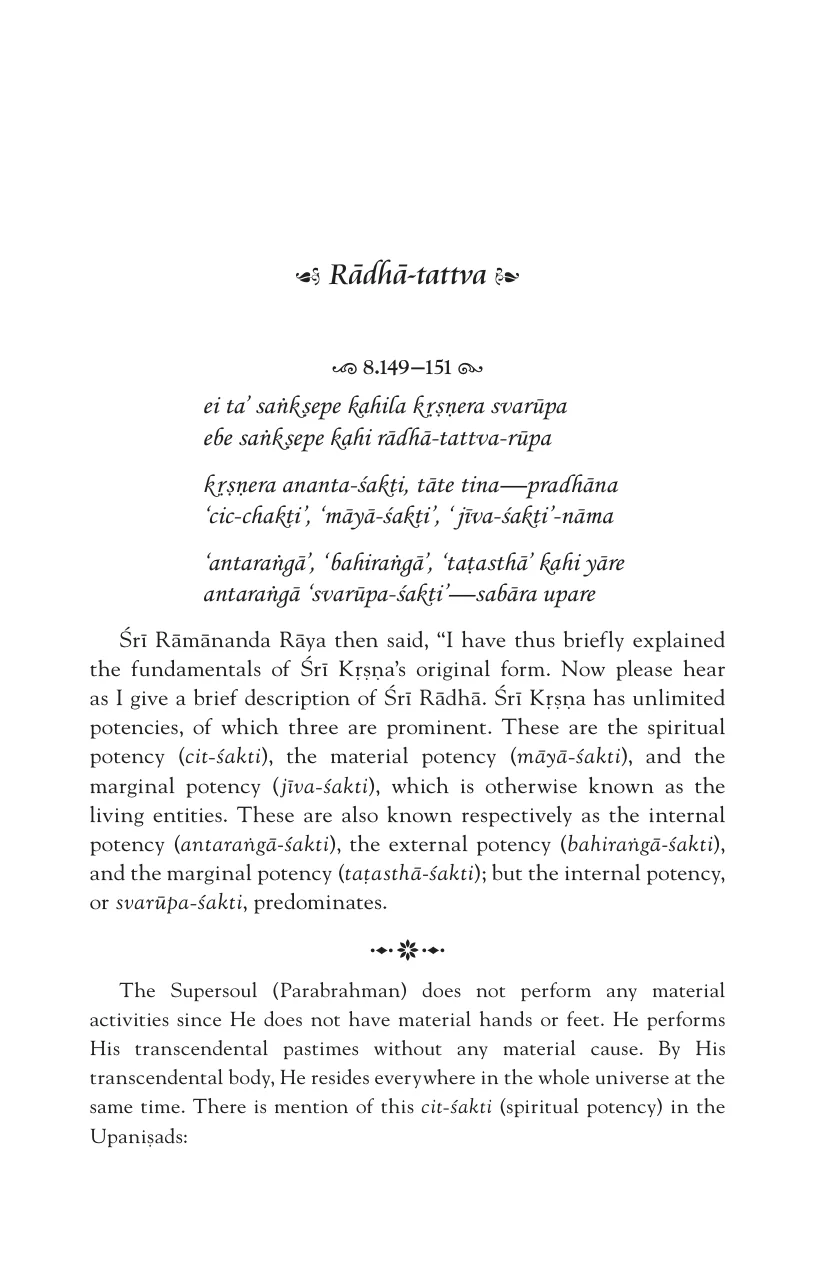 Rādhā-tattva
8.149–151
ei ta’ saṅkṣepe kahila kṛṣṇera svarūpa
ebe saṅkṣepe kahi rādhā-tattva-rūpa
kṛṣṇera ananta-śakti, tāte tina—pradhāna
‘cic-chakti’, ‘māyā-śakti’, ‘jīva-śakti’-nāma
‘antaraṅgā’, ‘bahiraṅgā’, ‘taṭasthā’ kahi yāre
antaraṅgā ‘svarūpa-śakti’—sabāra upare
Śrī Rāmānanda Rāya then said, “I have thus briefly explained
the fundamentals of Śrī Kṛṣṇa’s original form. Now please hear
as I give a brief description of Śrī Rādhā. Śrī Kṛṣṇa has unlimited
potencies, of which three are prominent. These are the spiritual
potency (cit-śakti), the material potency (māyā-śakti), and the
marginal potency (jīva-śakti), which is otherwise known as the
living entities. These are also known respectively as the internal
potency (antaraṅgā-śakti), the external potency (bahiraṅgā-śakti),
and the marginal potency (taṭasthā-śakti); but the internal potency,
or svarūpa-śakti, predominates.
The Supersoul (Parabrahman) does not perform any material
activities since He does not have material hands or feet. He performs
His transcendental pastimes without any material cause. By His
transcendental body, He resides everywhere in the whole universe at the
same time. There is mention of this cit-śakti (spiritual potency) in the
Upaniṣads: